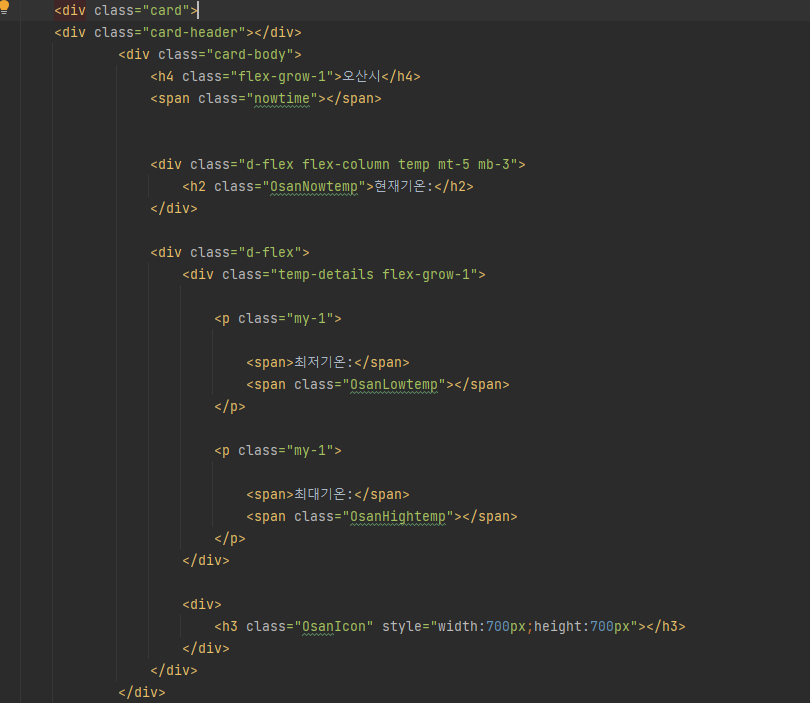 <div class="card">
<div class="card-header"></div>
<div class="card-body">
<h4 class="flex-grow-1">오산시</h4>
<span class="nowtime"></span>
<div class="d-flex flex-column temp mt-5 mb-3">
<h2 class="OsanNowtemp">현재기온:</h2>
</div>
<div class="d-flex">
<div class="temp-details flex-grow-1">
<p class="my-1">
<span>최저기온:</span>
<span class="OsanLowtemp"></span>
</p>
<p class="my-1">
<span>최대기온:</span>
<span class="OsanHightemp"></span>
</p>
</div>
<div>
<h3 class="OsanIcon" style="width:700px;height:700px"></h3>
</div>
</div>
</div>